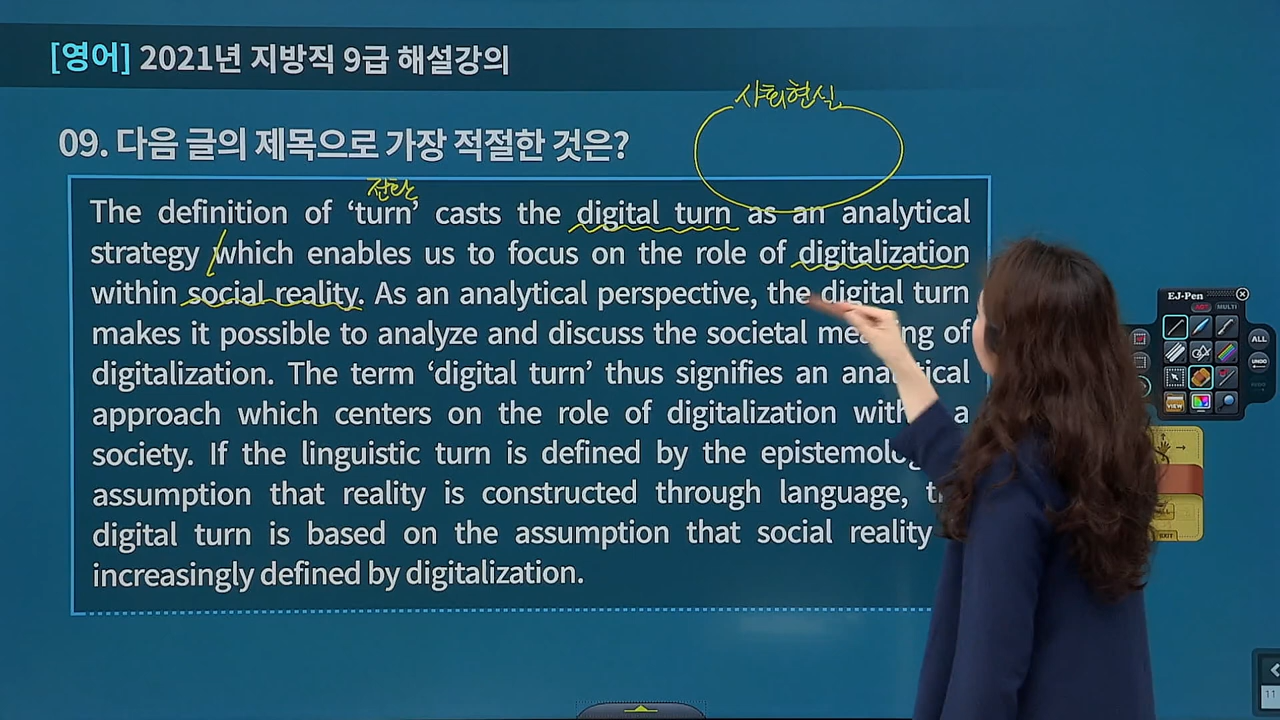 [영어] 2021년 지방직 9급 해설강의
사회현실
09. 다음 글의 제목으로 가장 적절한 것은?
전환
The definition of ‘turn’ casts the digital turn as an analytical
strategy which enables us to focus on the role of digitalization
within social reality. As an analytical perspective, the digital turn
makes it possible to analyze and discuss the societal of
digitalization. The term ‘digital turn’ thus signifies an
approach which centers on the role of digitalization a
society. If the linguistic turn is defined by the
assumption that reality is constructed through language,
digital turn is based on the assumption that social reality
increasingly defined by digitalization.
EJ-Pen
MULTI
ALL
UNDO
VIEW
EXIT
11